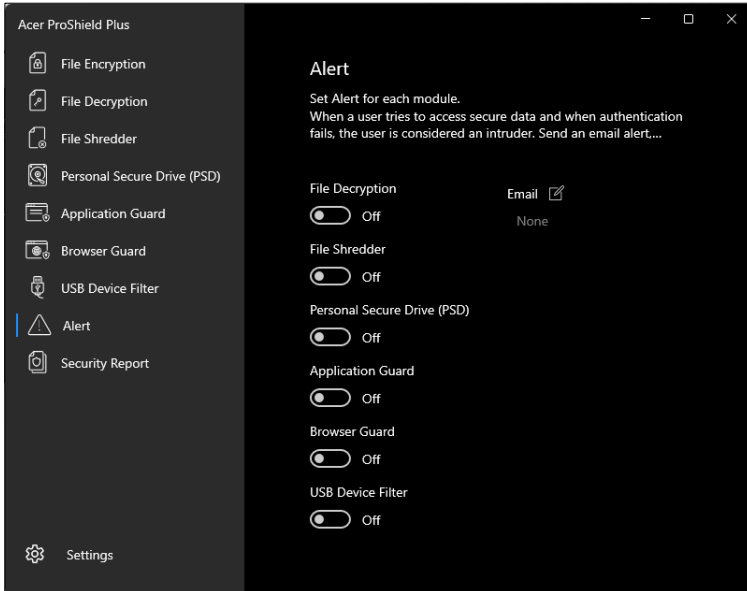 Acer ProShield Plus
File Encryption
File Decryption
File Shredder
Personal Secure Drive (PSD)
Application Guard
Browser Guard
USB Device Filter
Alert
Security Report
Settings
Alert
Set Alert for each module.
When a user tries to access secure data and when authentication
fails, the user is considered an intruder. Send an email alert,...
File Decryption
Off
Email
None
File Shredder
Off
Personal Secure Drive (PSD)
Off
Application Guard
Off
Browser Guard
Off
USB Device Filter
Off